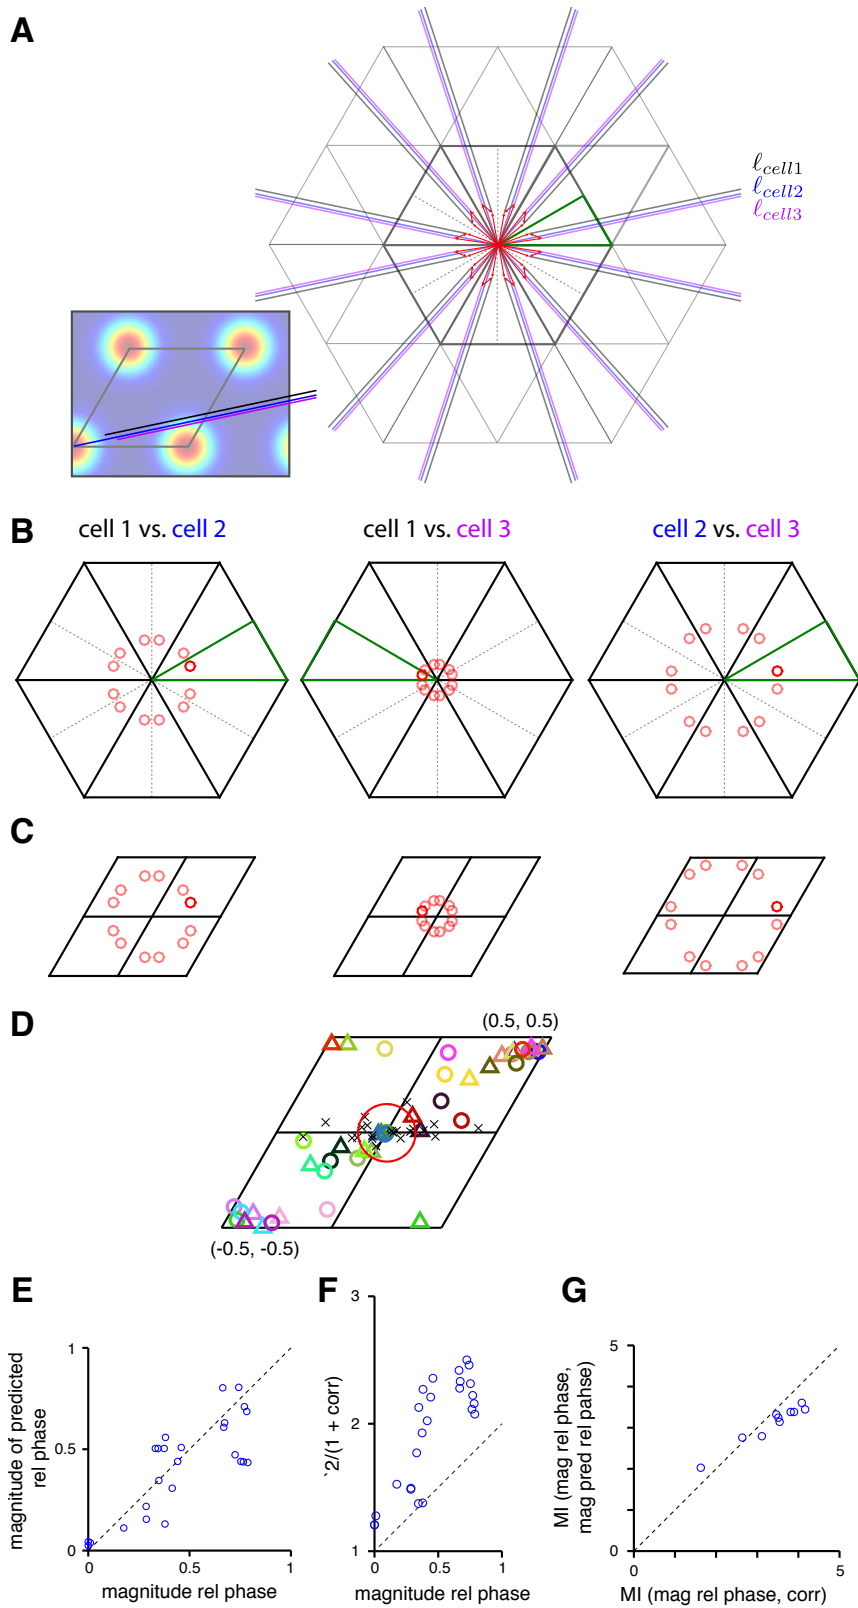 A
ℓcell1
ℓcell2
ℓcell3
B
cell 1 vs. cell 2
cell 1 vs. cell 3
cell 2 vs. cell 3
C
D
(0.5, 0.5)
(-0.5, -0.5)
E
magnitude of predicted
rel phase
1
0.5
0
0
0.5
1
magnitude rel phase
F
`2/(1 + corr)
3
2
1
0
0.5
1
magnitude rel phase
G
MI (mag rel phase,
mag pred rel pahse)
5
0
0
5
MI (mag rel phase, corr)